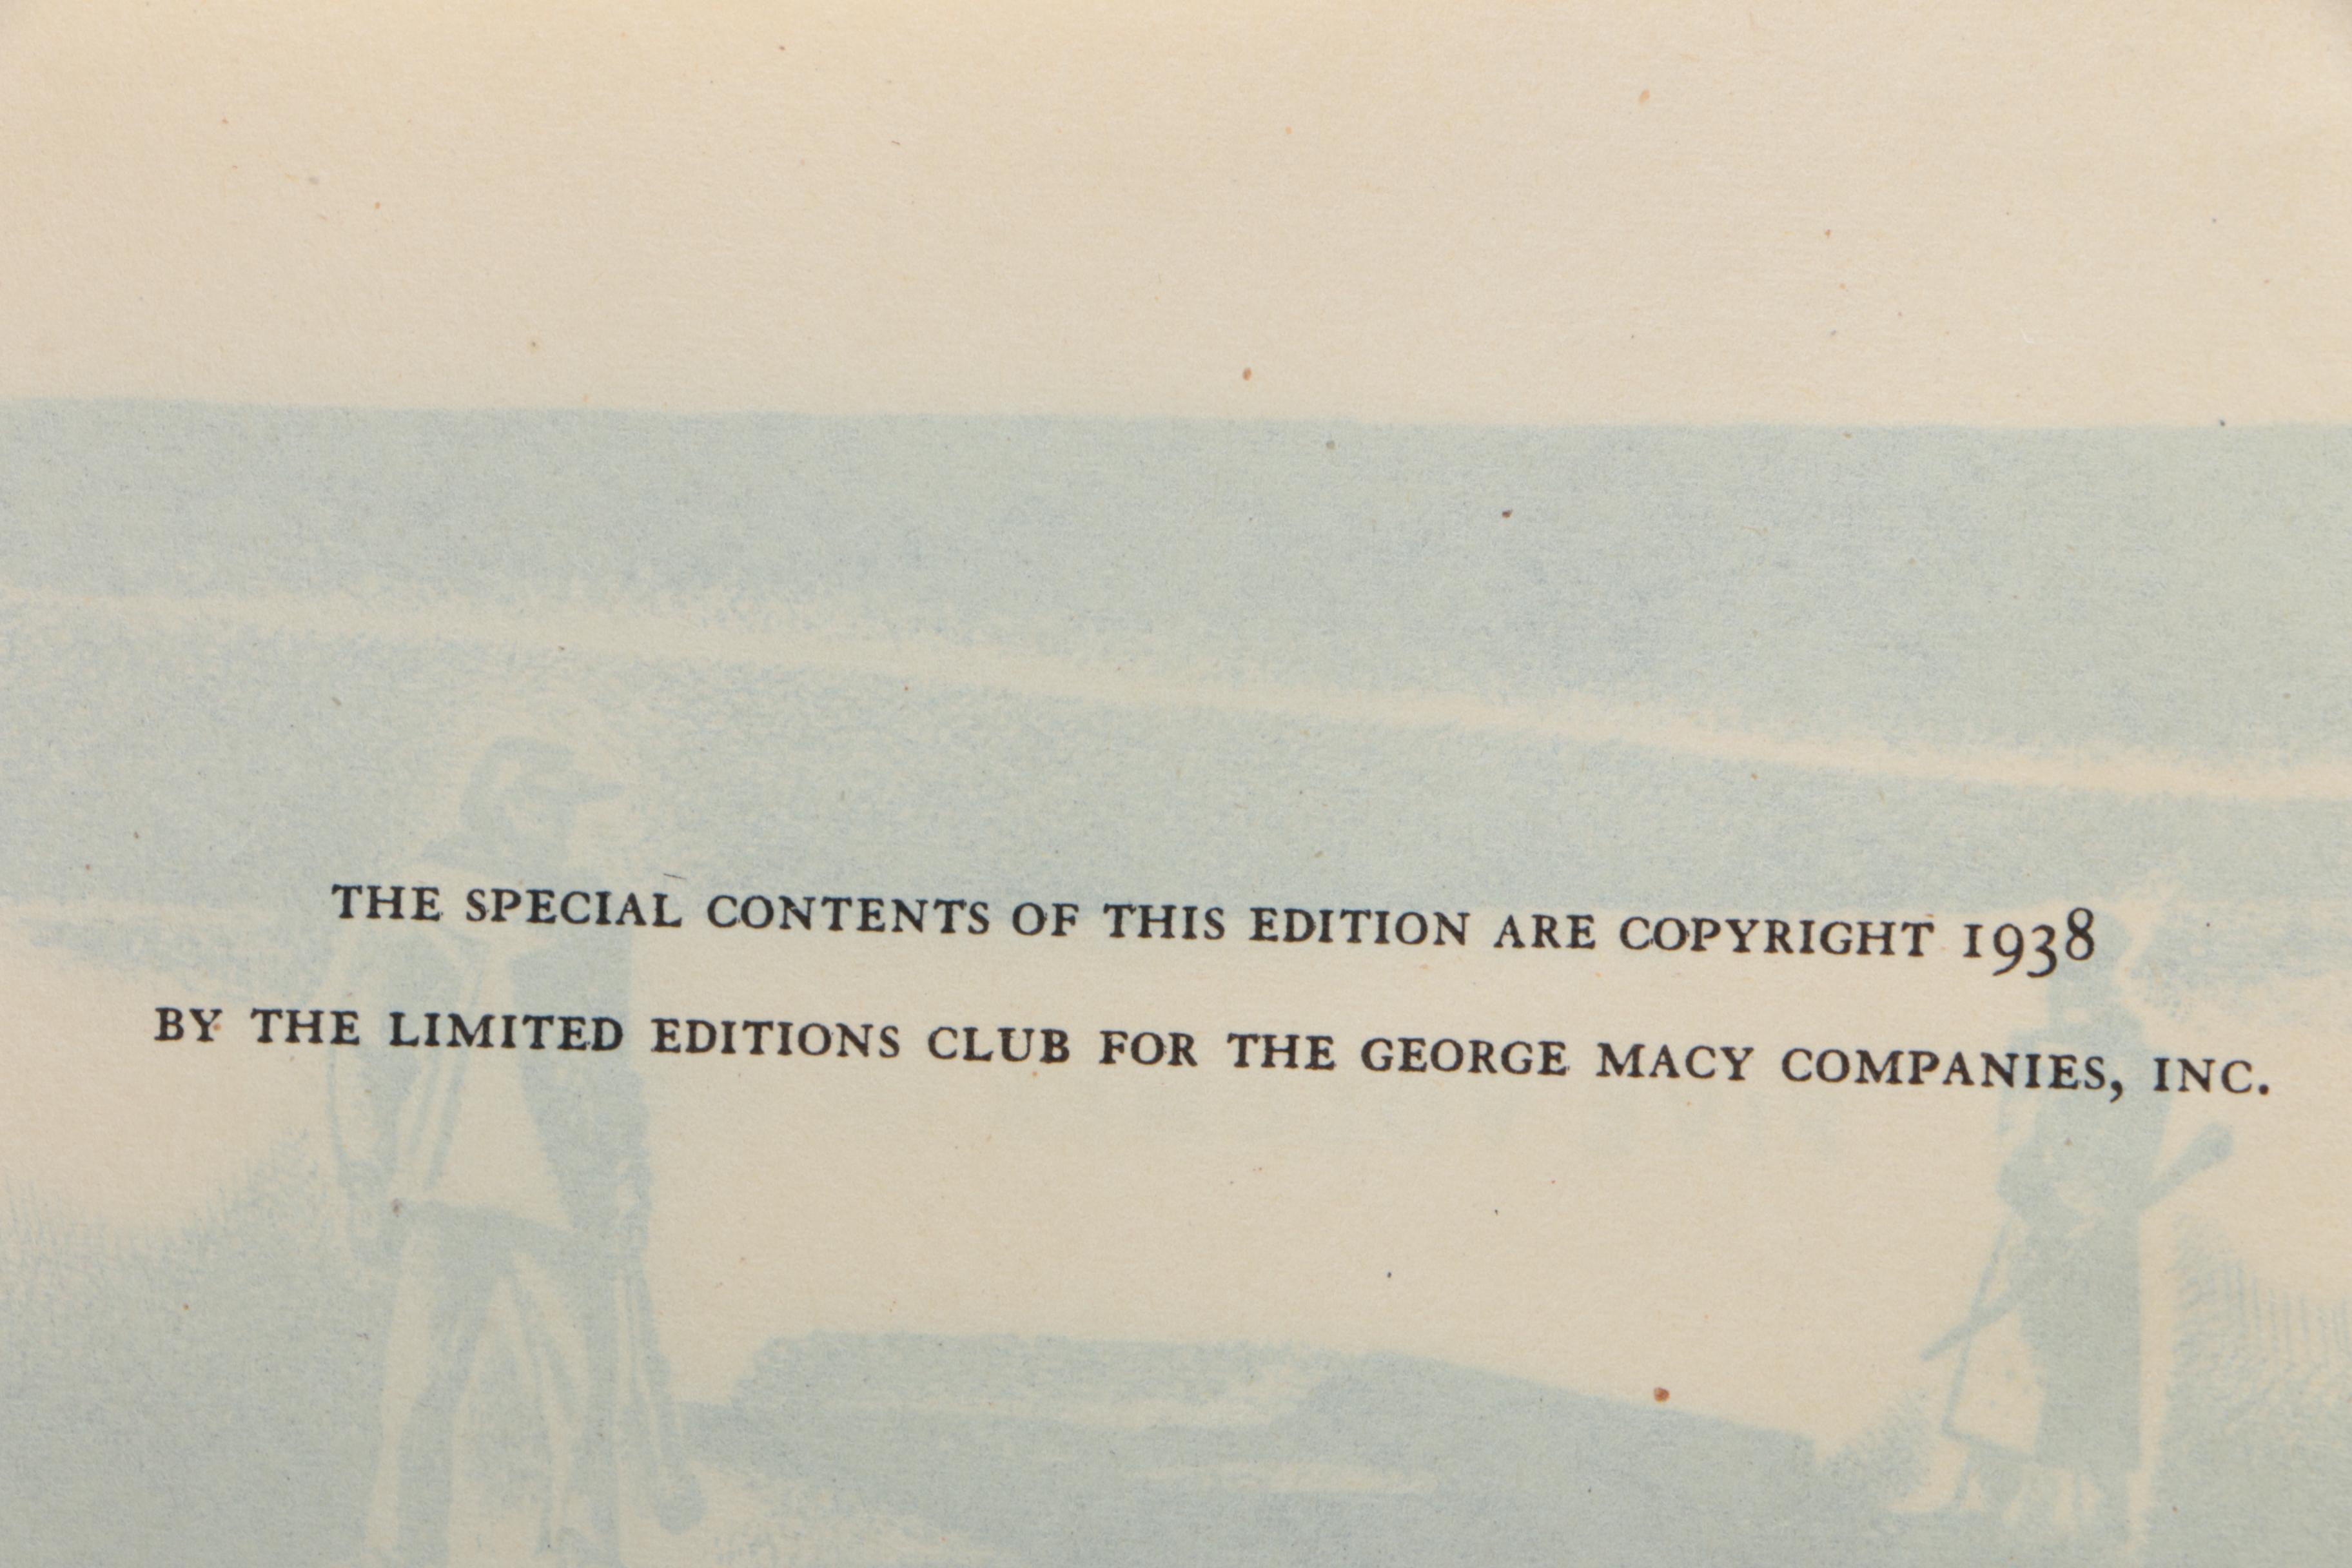 THE SPECIAL CONTENTS OF THIS EDITION ARE COPYRIGHT 1938
BY THE LIMITED EDITIONS CLUB FOR THE GEORGE MACY COMPANIES, INC.